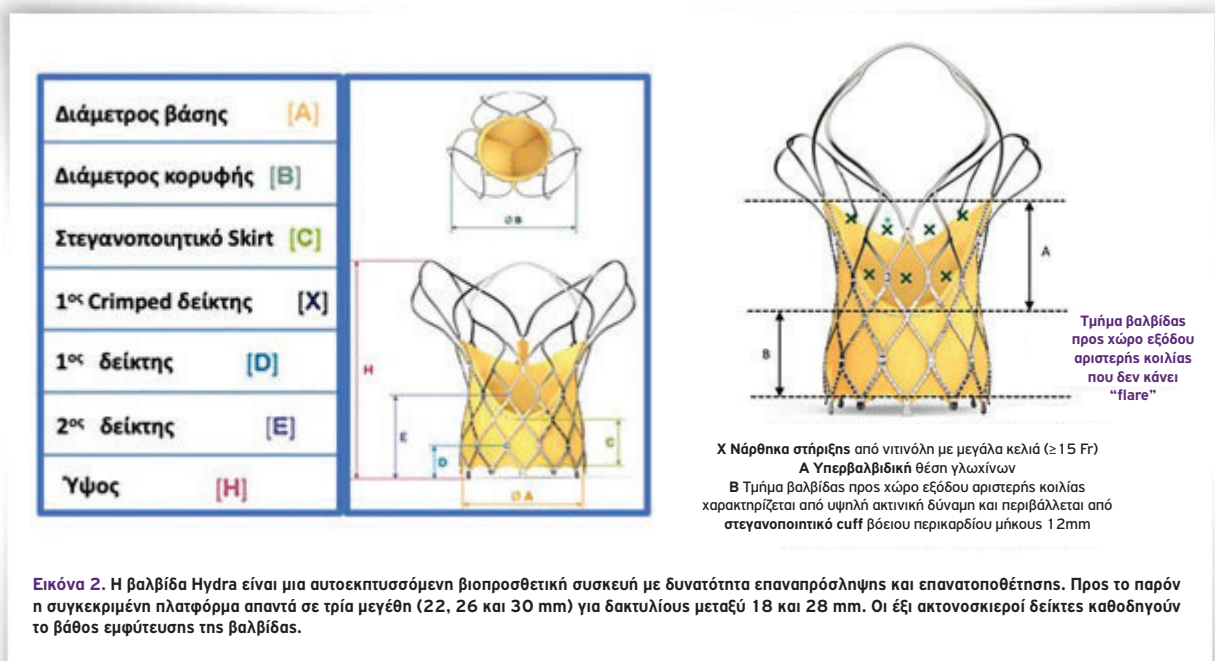 Διάμετρος βάσης [A]
Διάμετρος κορυφής [B]
Στεγανοποιητικό Skirt [C]
1ος Crimped δείκτης [X]
1ος δείκτης [D]
2ος δείκτης [E]
Ύψος [H]
Ø B
H
E
D
C
Ø A
A
B
Τμήμα βαλβίδας
προς χώρο εξόδου
αριστερής κοιλίας
που δεν κάνει
“flare”
X Νάρθηκα στήριξης από νιτινόλη με μεγάλα κελιά (≥15 Fr)
A Υπερβαλβιδική θέση γλωχίνων
B Τμήμα βαλβίδας προς χώρο εξόδου αριστερής κοιλίας
χαρακτηρίζεται από υψηλή ακτινική δύναμη και περιβάλλεται από
στεγανοποιητικό cuff βόειου περικαρδίου μήκους 12mm
Εικόνα 2. Η βαλβίδα Hydra είναι μια αυτοεκπτυσσόμενη βιοπροσθετική συσκευή με δυνατότητα επαναπρόσληψης και επανατοποθέτησης. Προς το παρόν
η συγκεκριμένη πλατφόρμα απαντά σε τρία μεγέθη (22, 26 και 30 mm) για δακτυλίους μεταξύ 18 και 28 mm. Οι έξι ακτονοσκιεροί δείκτες καθοδηγούν
το βάθος εμφύτευσης της βαλβίδας.